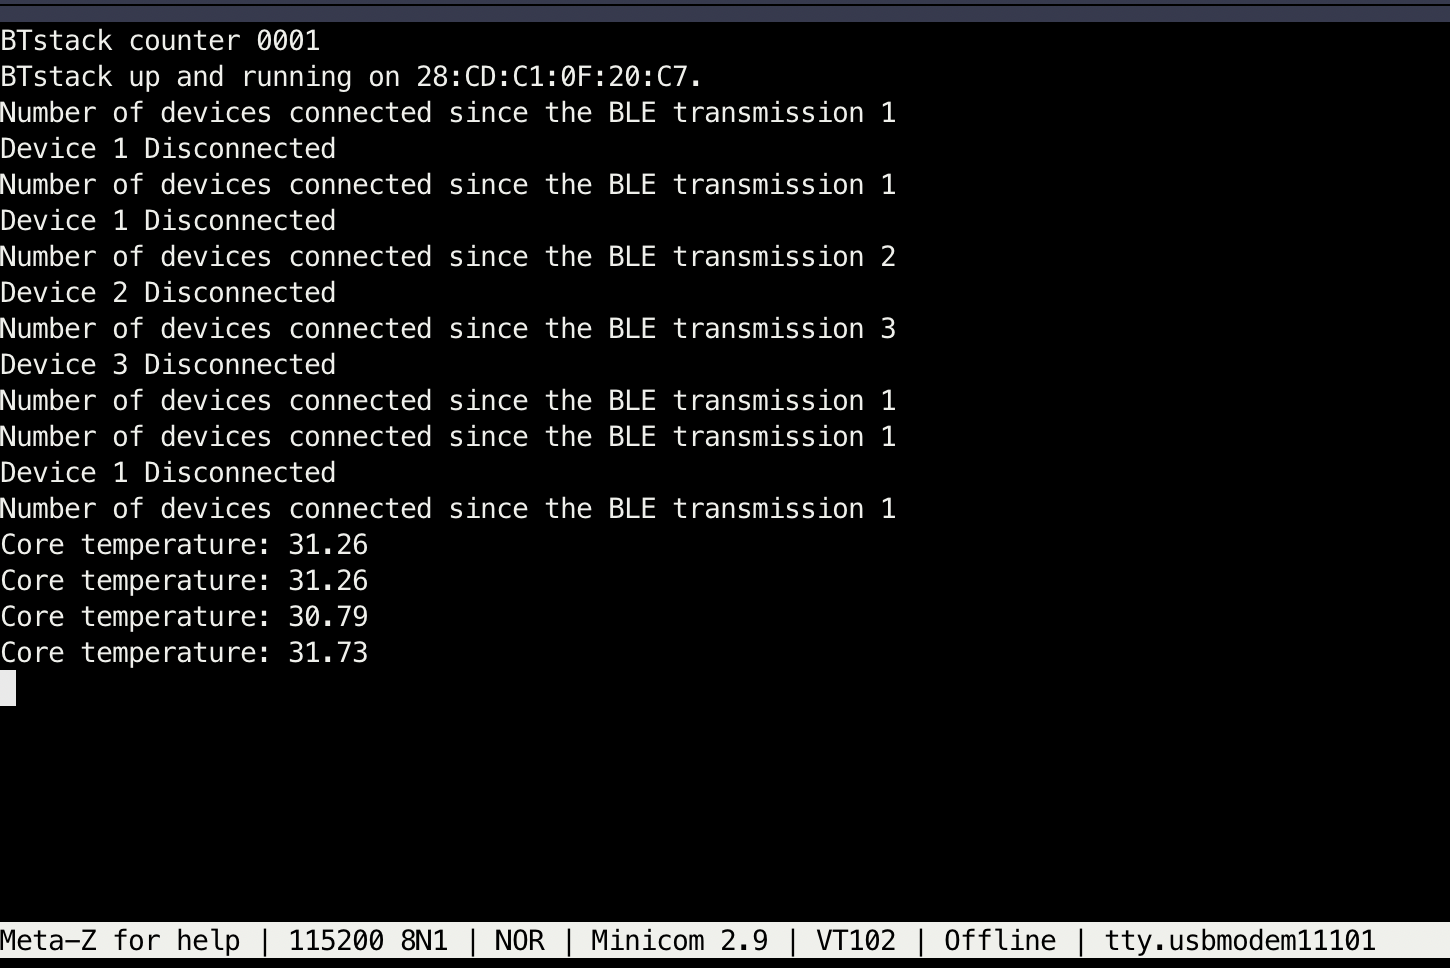 BTstack counter 0001
BTstack up and running on 28:CD:C1:0F:20:C7.
Number of devices connected since the BLE transmission 1
Device 1 Disconnected
Number of devices connected since the BLE transmission 1
Device 1 Disconnected
Number of devices connected since the BLE transmission 2
Device 2 Disconnected
Number of devices connected since the BLE transmission 3
Device 3 Disconnected
Number of devices connected since the BLE transmission 1
Number of devices connected since the BLE transmission 1
Device 1 Disconnected
Number of devices connected since the BLE transmission 1
Core temperature: 31.26
Core temperature: 31.26
Core temperature: 30.79
Core temperature: 31.73
Meta-Z for help | 115200 8N1 | NOR | Minicom 2.9 | VT102 | Offline | tty.usbmodem11101